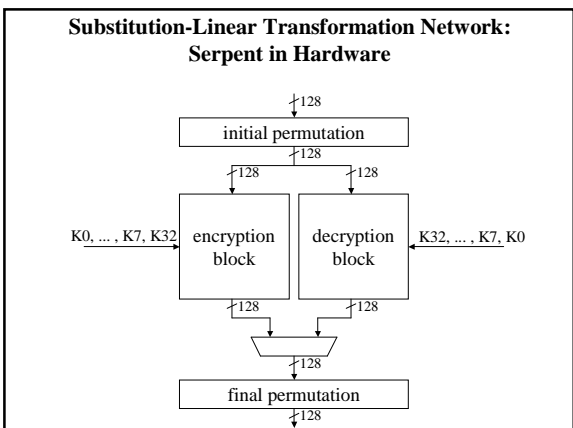 Substitution-Linear Transformation Network:
Serpent in Hardware
128
initial permutation
128
128 128
K0, ... , K7, K32 encryption block decryption block K32, ... , K7, K0
128 128
128
final permutation
128